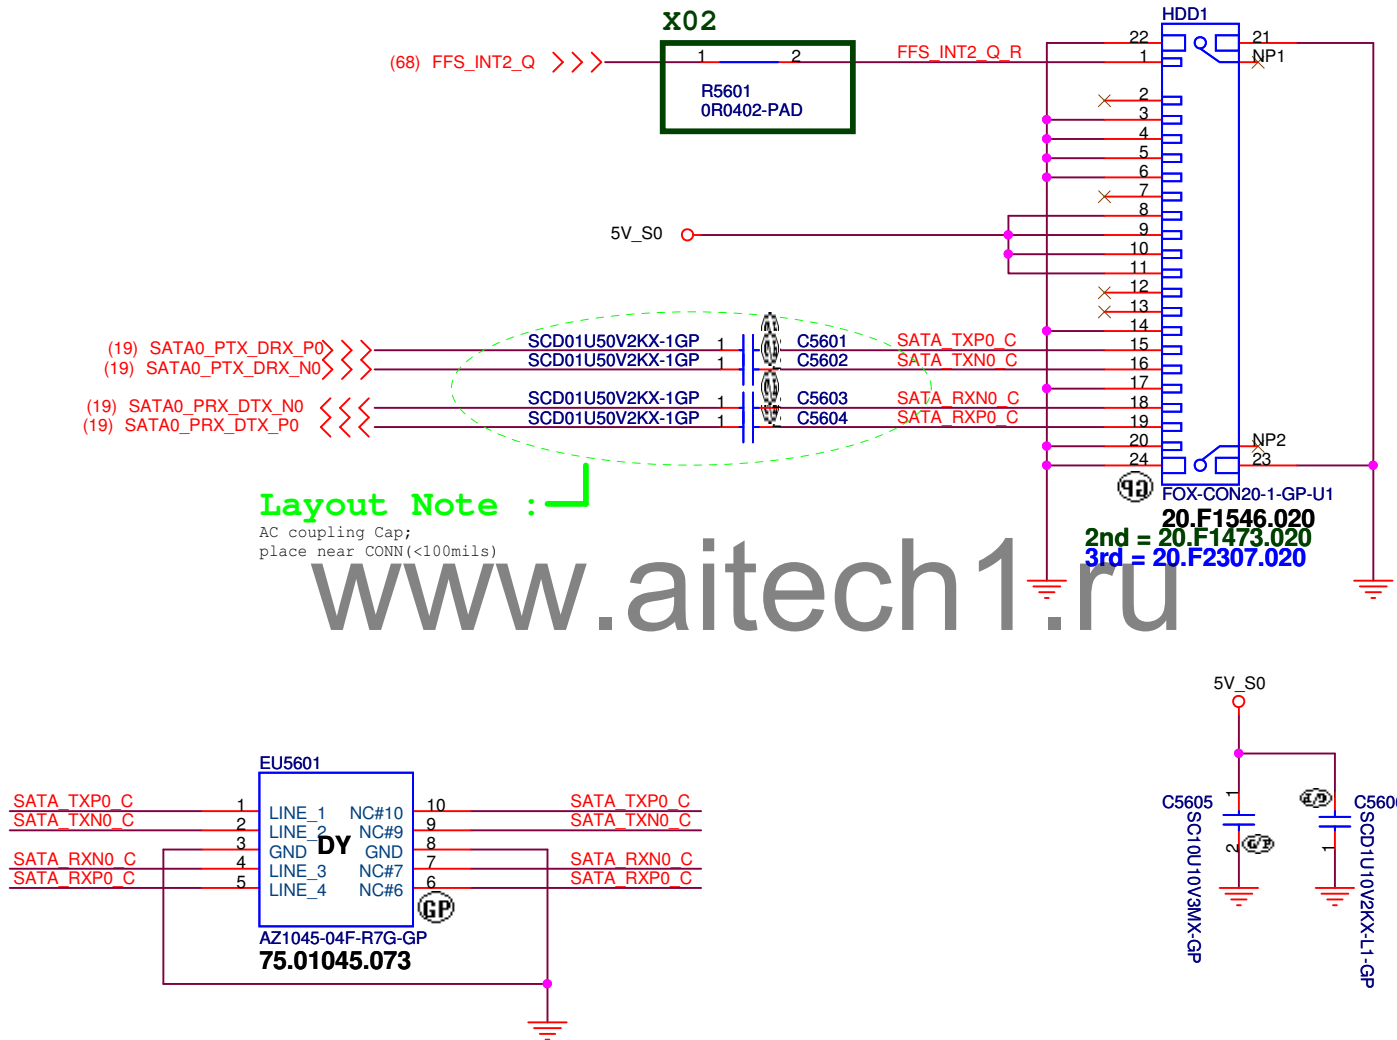 X02
HDD1
(68) FFS_INT2_Q
1 2
FFS_INT2_Q_R
R5601
0R0402-PAD
22 21
1 NP1
2
3
4
5
6
7
8
5V_S0 9
10
11
12
13
14
(19) SATA0_PTX_DRX_P0 SCD01U50V2KX-1GP 1 C5601 SATA_TXP0_C 15
(19) SATA0_PTX_DRX_N0 SCD01U50V2KX-1GP 1 C5602 SATA_TXN0_C 16
17
(19) SATA0_PRX_DTX_N0 SCD01U50V2KX-1GP 1 C5603 SATA_RXN0_C 18
(19) SATA0_PRX_DTX_P0 SCD01U50V2KX-1GP 1 C5604 SATA_RXP0_C 19
20 NP2
24 23
GP
FOX-CON20-1-GP-U1
20.F1546.020
2nd = 20.F1473.020
3rd = 20.F2307.020
Layout Note :
AC coupling Cap;
place near CONN(<100mils)
www.aitech1.ru
5V_S0
C5605
SC10U10V3MX-GP
1
2
SCD1U10V2KX-L1-GP
1
EU5601
SATA_TXP0_C 1 LINE_1 NC#10 10 SATA_TXP0_C
SATA_TXN0_C 2 LINE_2 NC#9 9 SATA_TXN0_C
3 GND DY GND 8
SATA_RXN0_C 4 LINE_3 NC#7 7 SATA_RXN0_C
SATA_RXP0_C 5 LINE_4 NC#6 6 SATA_RXP0_C
GP
AZ1045-04F-R7G-GP
75.01045.073